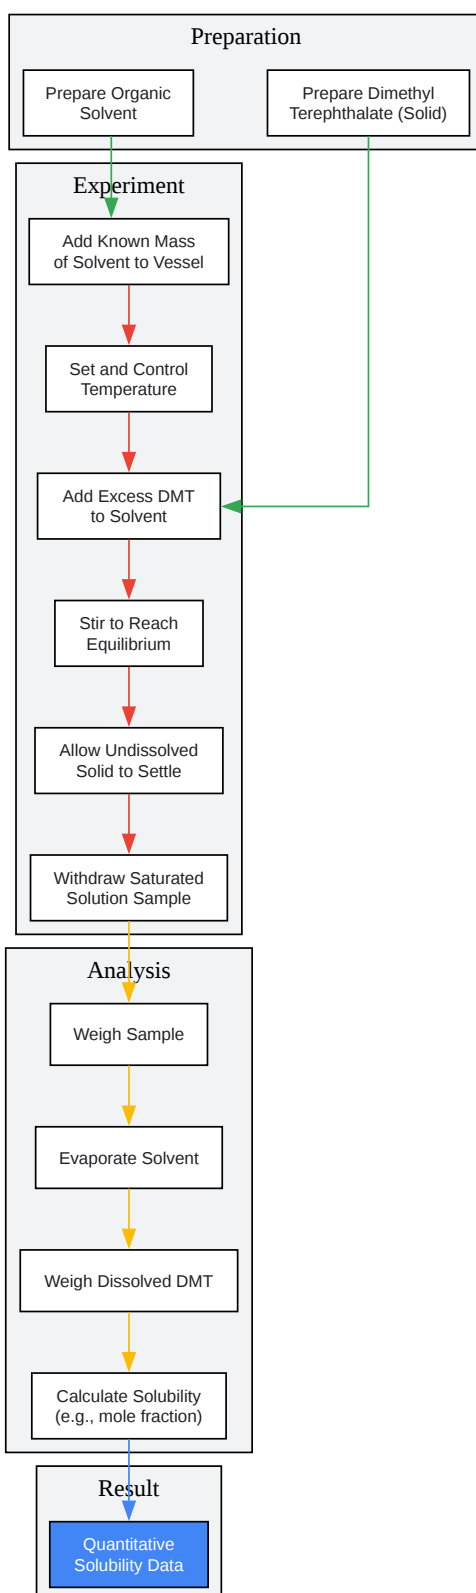 Preparation
Prepare Organic
Solvent
Prepare Dimethyl
Terephthalate (Solid)
Experiment
Add Known Mass
of Solvent to Vessel
Set and Control
Temperature
Add Excess DMT
to Solvent
Stir to Reach
Equilibrium
Allow Undissolved
Solid to Settle
Withdraw Saturated
Solution Sample
Analysis
Weigh Sample
Evaporate Solvent
Weigh Dissolved DMT
Calculate Solubility
(e.g., mole fraction)
Result
Quantitative
Solubility Data